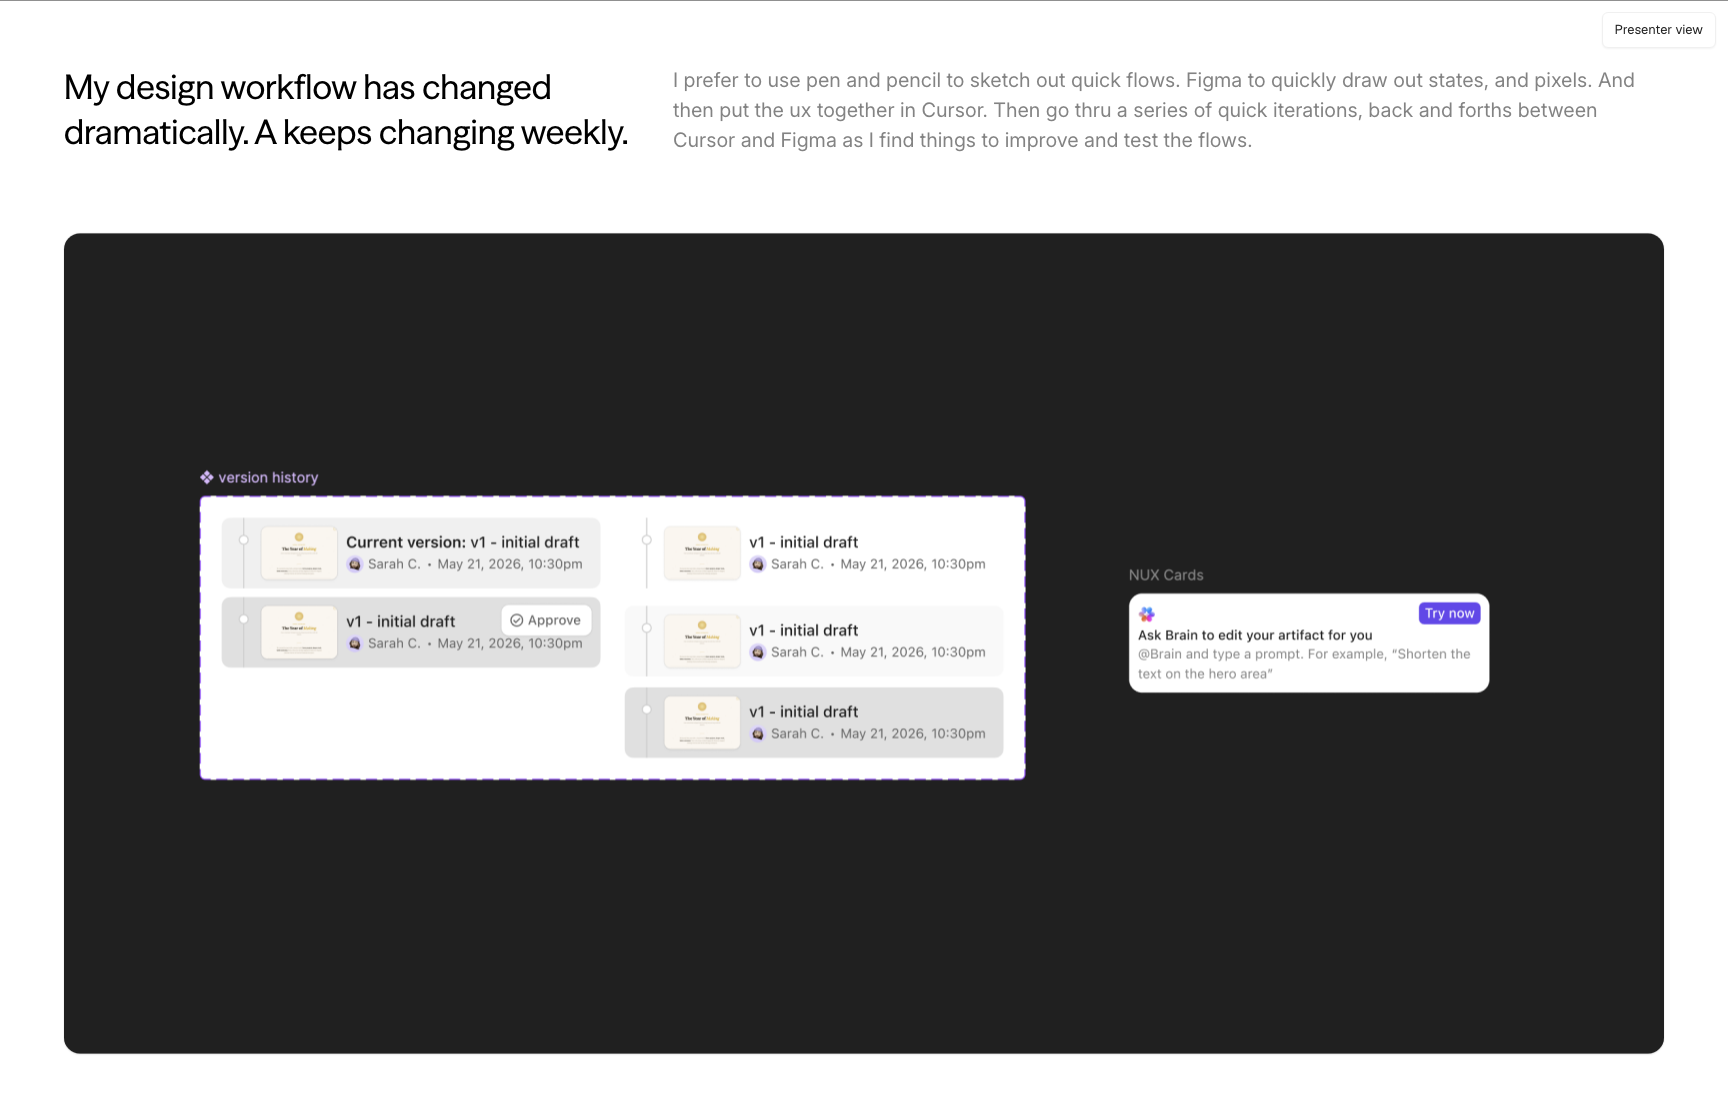 Presenter view
My design workflow has changed
dramatically. A keeps changing weekly.
I prefer to use pen and pencil to sketch out quick flows. Figma to quickly draw out states, and pixels. And
then put the ux together in Cursor. Then go thru a series of quick iterations, back and forths between
Cursor and Figma as I find things to improve and test the flows.
version history
Current version: v1 - initial draft
Sarah C. • May 21, 2026, 10:30pm
v1 - initial draft
Approve
Sarah C. • May 21, 2026, 10:30pm
v1 - initial draft
Sarah C. • May 21, 2026, 10:30pm
v1 - initial draft
Sarah C. • May 21, 2026, 10:30pm
v1 - initial draft
Sarah C. • May 21, 2026, 10:30pm
NUX Cards
Try now
Ask Brain to edit your artifact for you
@Brain and type a prompt. For example, “Shorten the
text on the hero area”